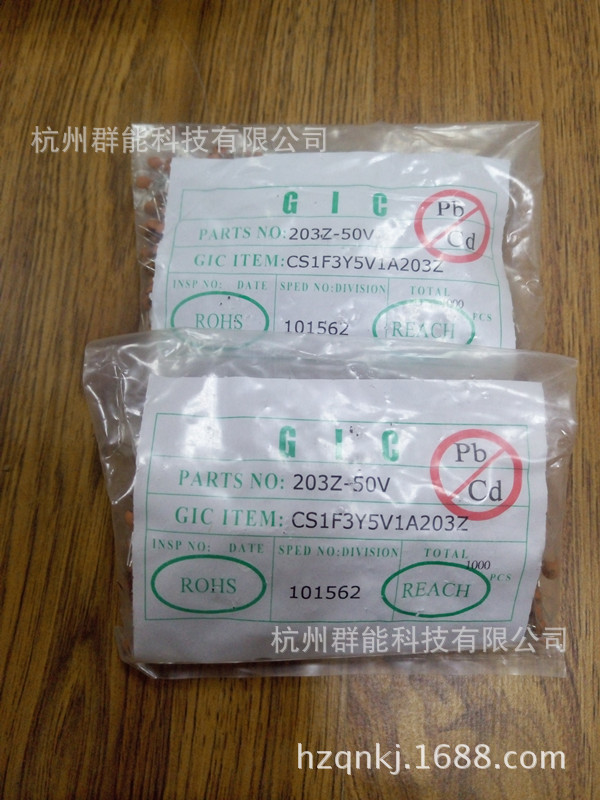 杭州群能科技有限公司
GIC
Pb
Cd
PARTS NO: 203Z-50V
GIC ITEM: CS1F3Y5V1A203Z
INSP NO: DATE SPED NO:DIVISION TOTAL
1000
PCS
ROHS 101562 REACH
GIC
Pb
Cd
PARTS NO: 203Z-50V
GIC ITEM: CS1F3Y5V1A203Z
INSP NO: DATE SPED NO:DIVISION TOTAL
1000
PCS
ROHS 101562 REACH
杭州群能科技有限公司
hzqnkj.1688.com